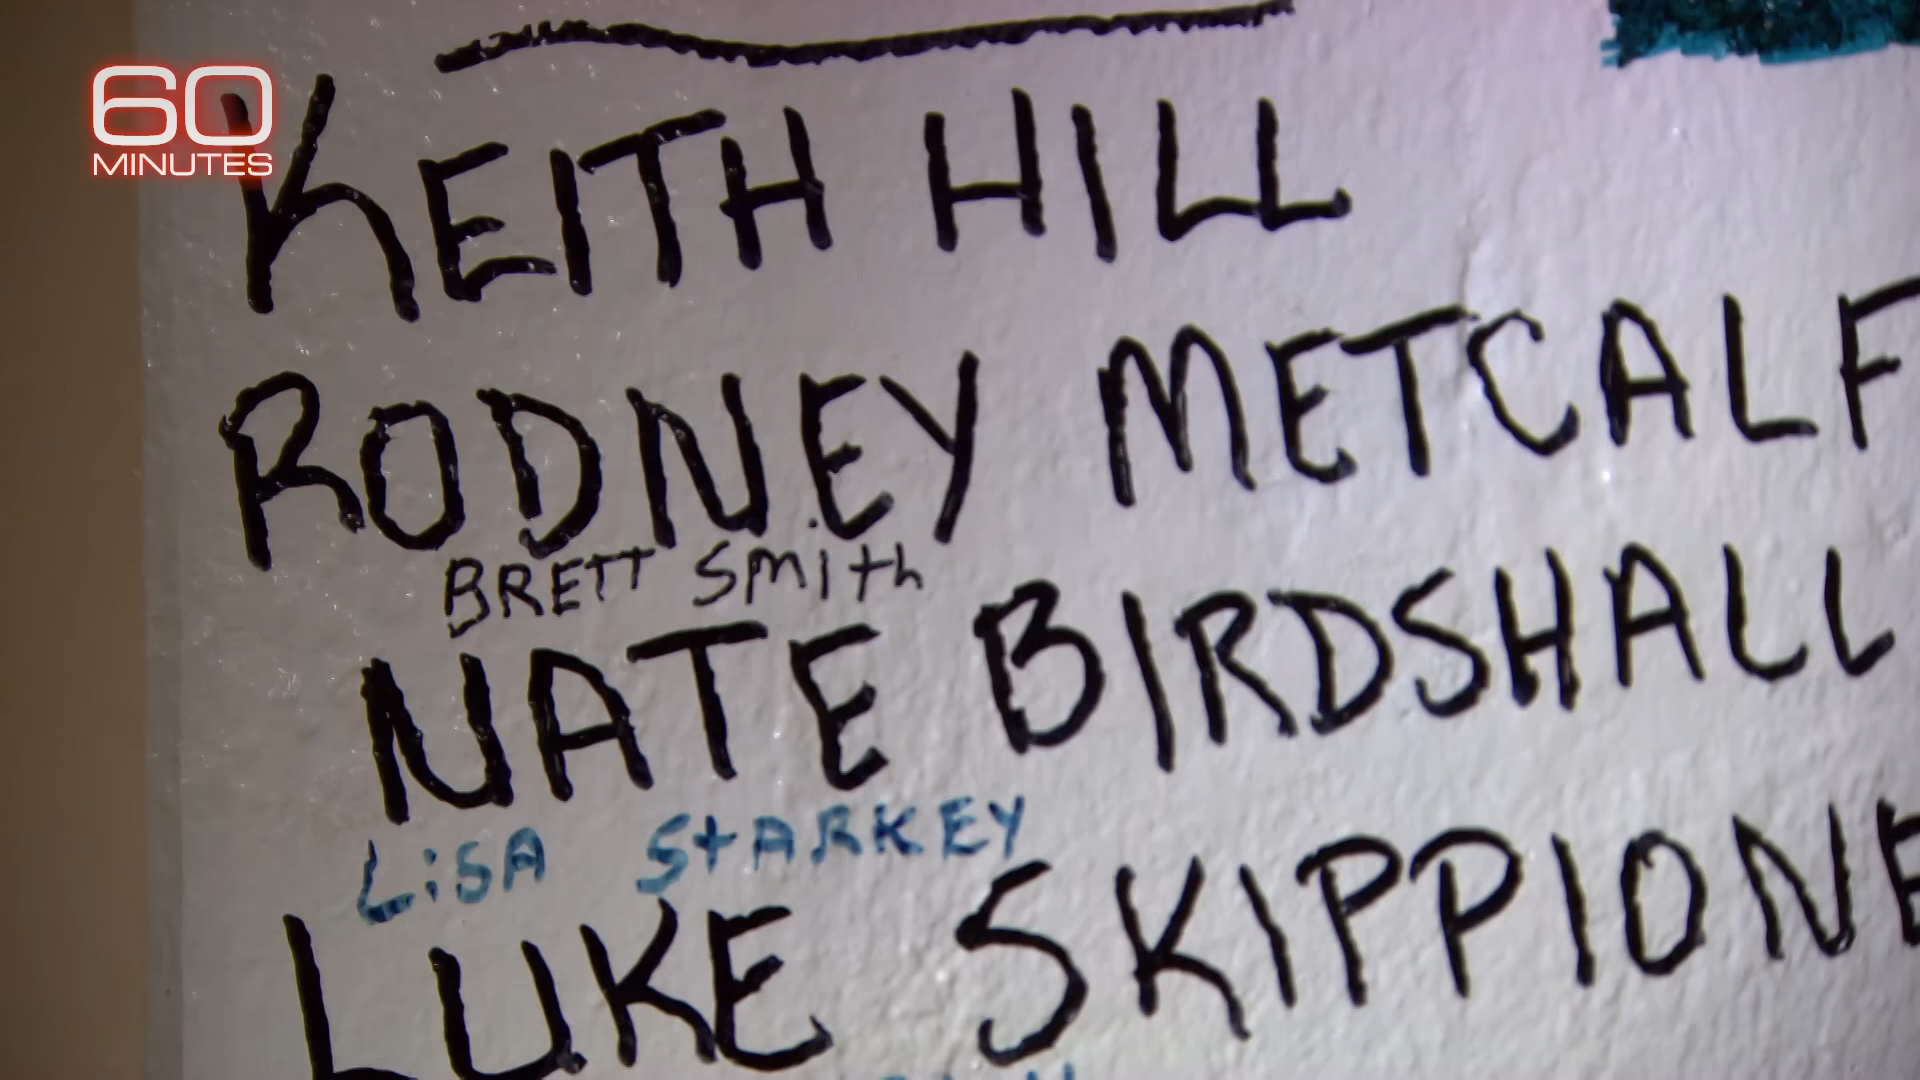 60
MINUTES
KEITH HILL
RODNEY METCALF
BRETT Smith
NATE BIRDSHALL
LiSA StARKEY
LUKE SKIPPIONE